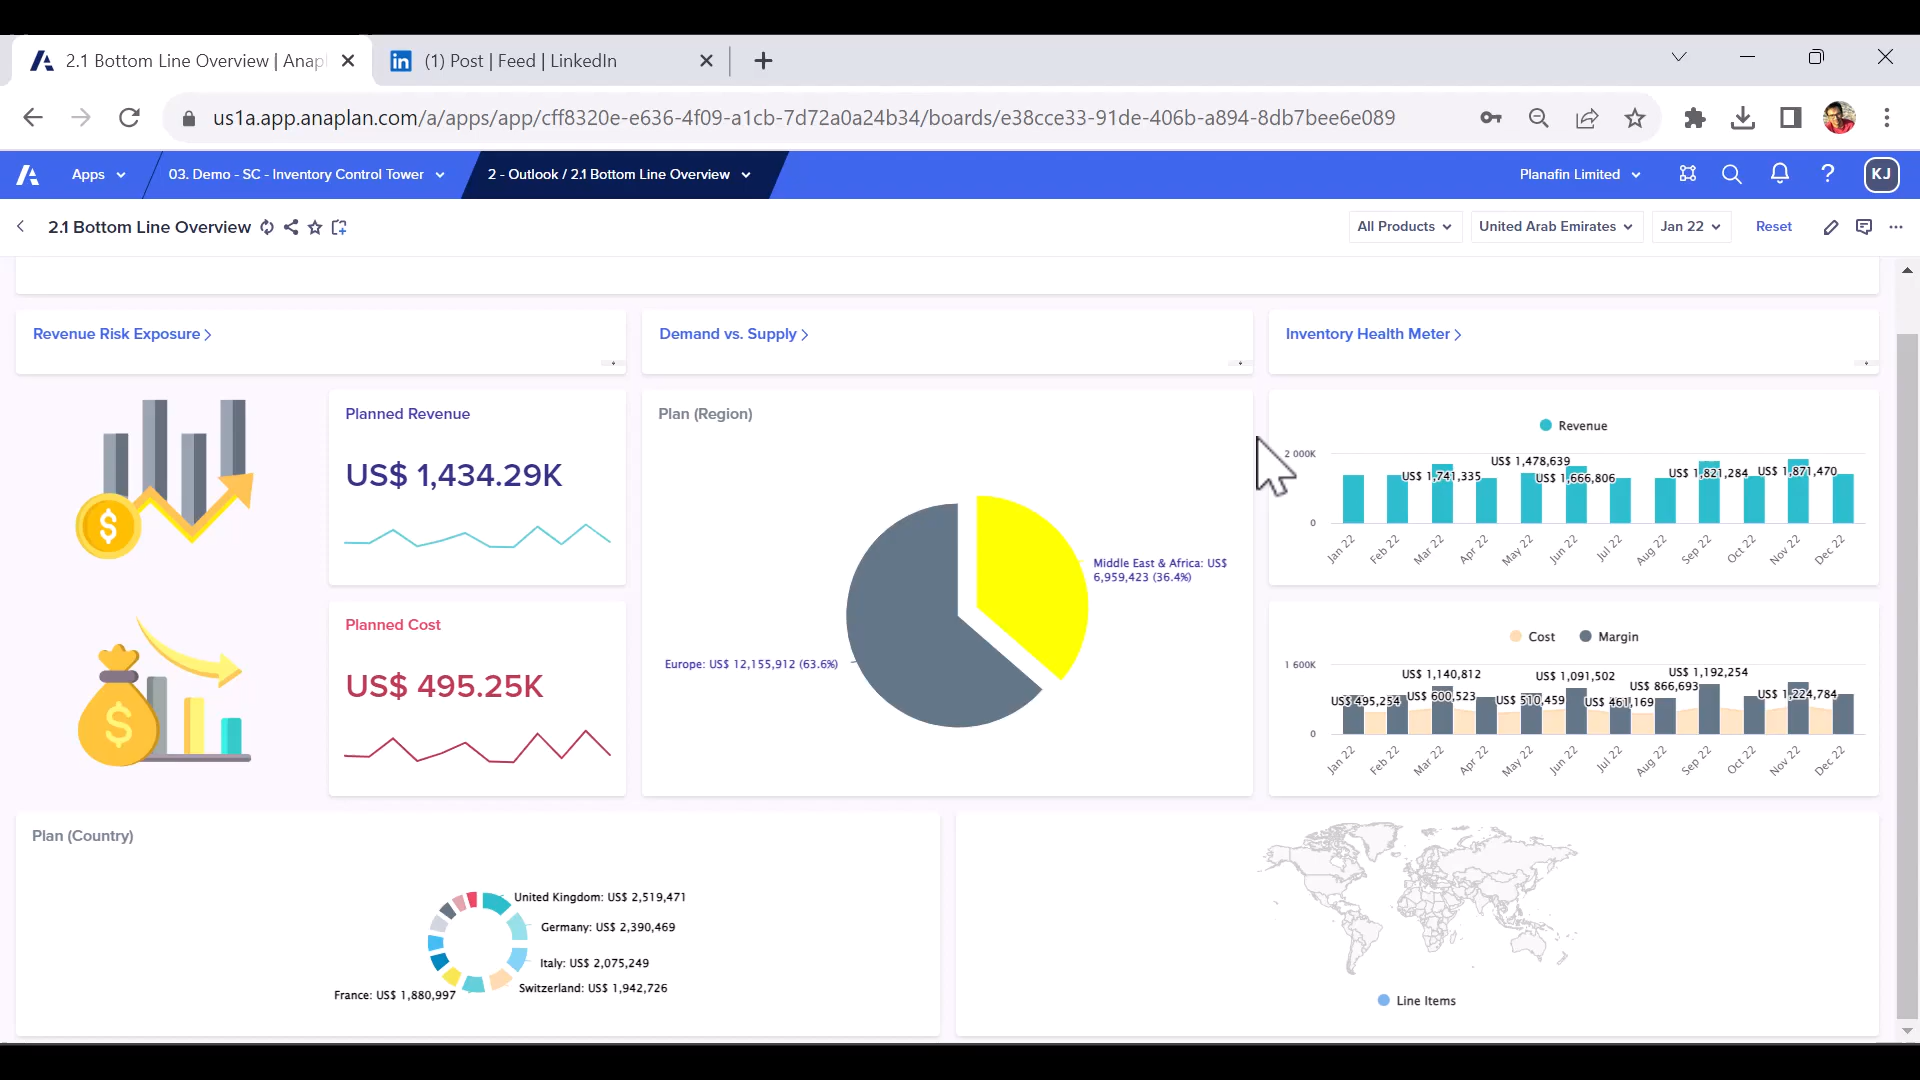 2.1 Bottom Line Overview | Anapl
(1) Post | Feed | LinkedIn
us1a.app.anaplan.com/a/apps/app/cff8320e-e636-4f09-a1cb-7d72a0a24b34/boards/e38cce33-91de-406b-a894-8db7bee6e089
Apps
03. Demo - SC - Inventory Control Tower
2 - Outlook / 2.1 Bottom Line Overview
Planafin Limited
?
KJ
2.1 Bottom Line Overview
All Products
United Arab Emirates
Jan 22
Reset
Revenue Risk Exposure
Demand vs. Supply
Inventory Health Meter
Planned Revenue
US$ 1,434.29K
Planned Cost
US$ 495.25K
Plan (Region)
Middle East & Africa: US$
6,959,423 (36.4%)
Europe: US$ 12,155,912 (63.6%)
Revenue
2 000K
US$ 1,741,335
US$ 1,478,639
US$ 1,666,806
US$ 1,821,284
US$ 1,871,470
0
Jan 22
Feb 22
Mar 22
Apr 22
May 22
Jun 22
Jul 22
Aug 22
Sep 22
Oct 22
Nov 22
Dec 22
Cost
Margin
1 600K
US$ 495,254
US$ 1,140,812
US$ 600,523
US$ 510,459
US$ 1,091,502
US$ 461,169
US$ 866,693
US$ 1,192,254
US$ 1,224,784
0
Jan 22
Feb 22
Mar 22
Apr 22
May 22
Jun 22
Jul 22
Aug 22
Sep 22
Oct 22
Nov 22
Dec 22
Plan (Country)
United Kingdom: US$ 2,519,471
Germany: US$ 2,390,469
Italy: US$ 2,075,249
Switzerland: US$ 1,942,726
France: US$ 1,880,997
Line Items